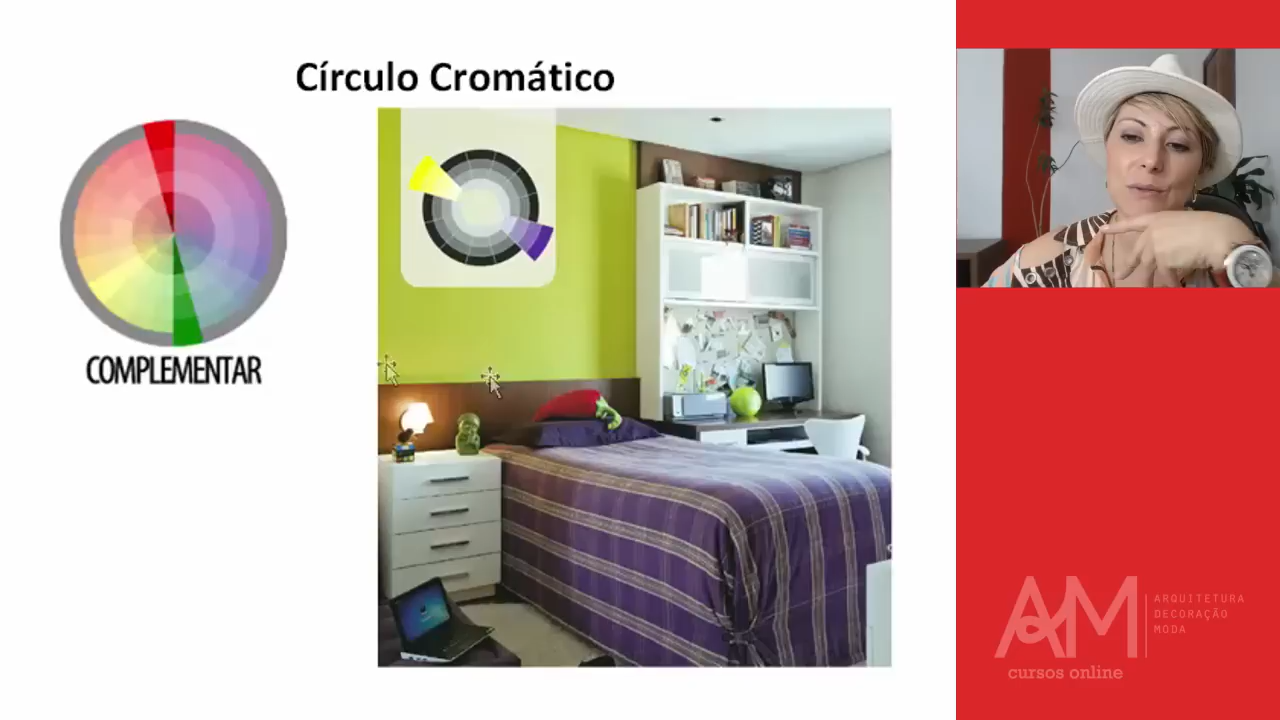 Círculo Cromático
COMPLEMENTAR
AM
ARQUITETURA
DECORAÇÃO
MODA
cursos online